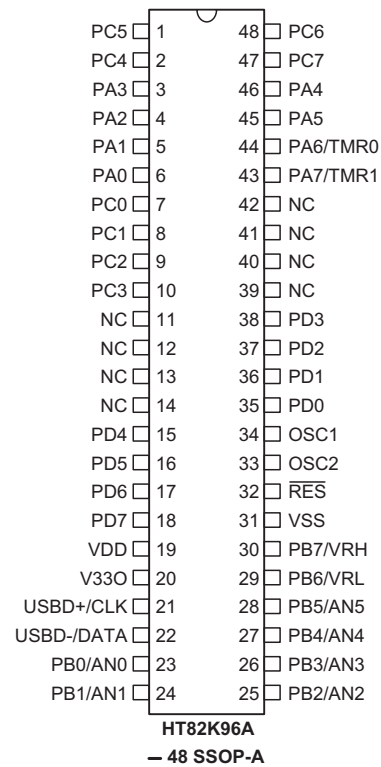 PC5 1 48 PC6
PC4 2 47 PC7
PA3 3 46 PA4
PA2 4 45 PA5
PA1 5 44 PA6/TMR0
PA0 6 43 PA7/TMR1
PC0 7 42 NC
PC1 8 41 NC
PC2 9 40 NC
PC3 10 39 NC
NC 11 38 PD3
NC 12 37 PD2
NC 13 36 PD1
NC 14 35 PD0
PD4 15 34 OSC1
PD5 16 33 OSC2
PD6 17 32 RES
PD7 18 31 VSS
VDD 19 30 PB7/VRH
V33O 20 29 PB6/VRL
USBD+/CLK 21 28 PB5/AN5
USBD-/DATA 22 27 PB4/AN4
PB0/AN0 23 26 PB3/AN3
PB1/AN1 24 25 PB2/AN2
HT82K96A
– 48 SSOP-A